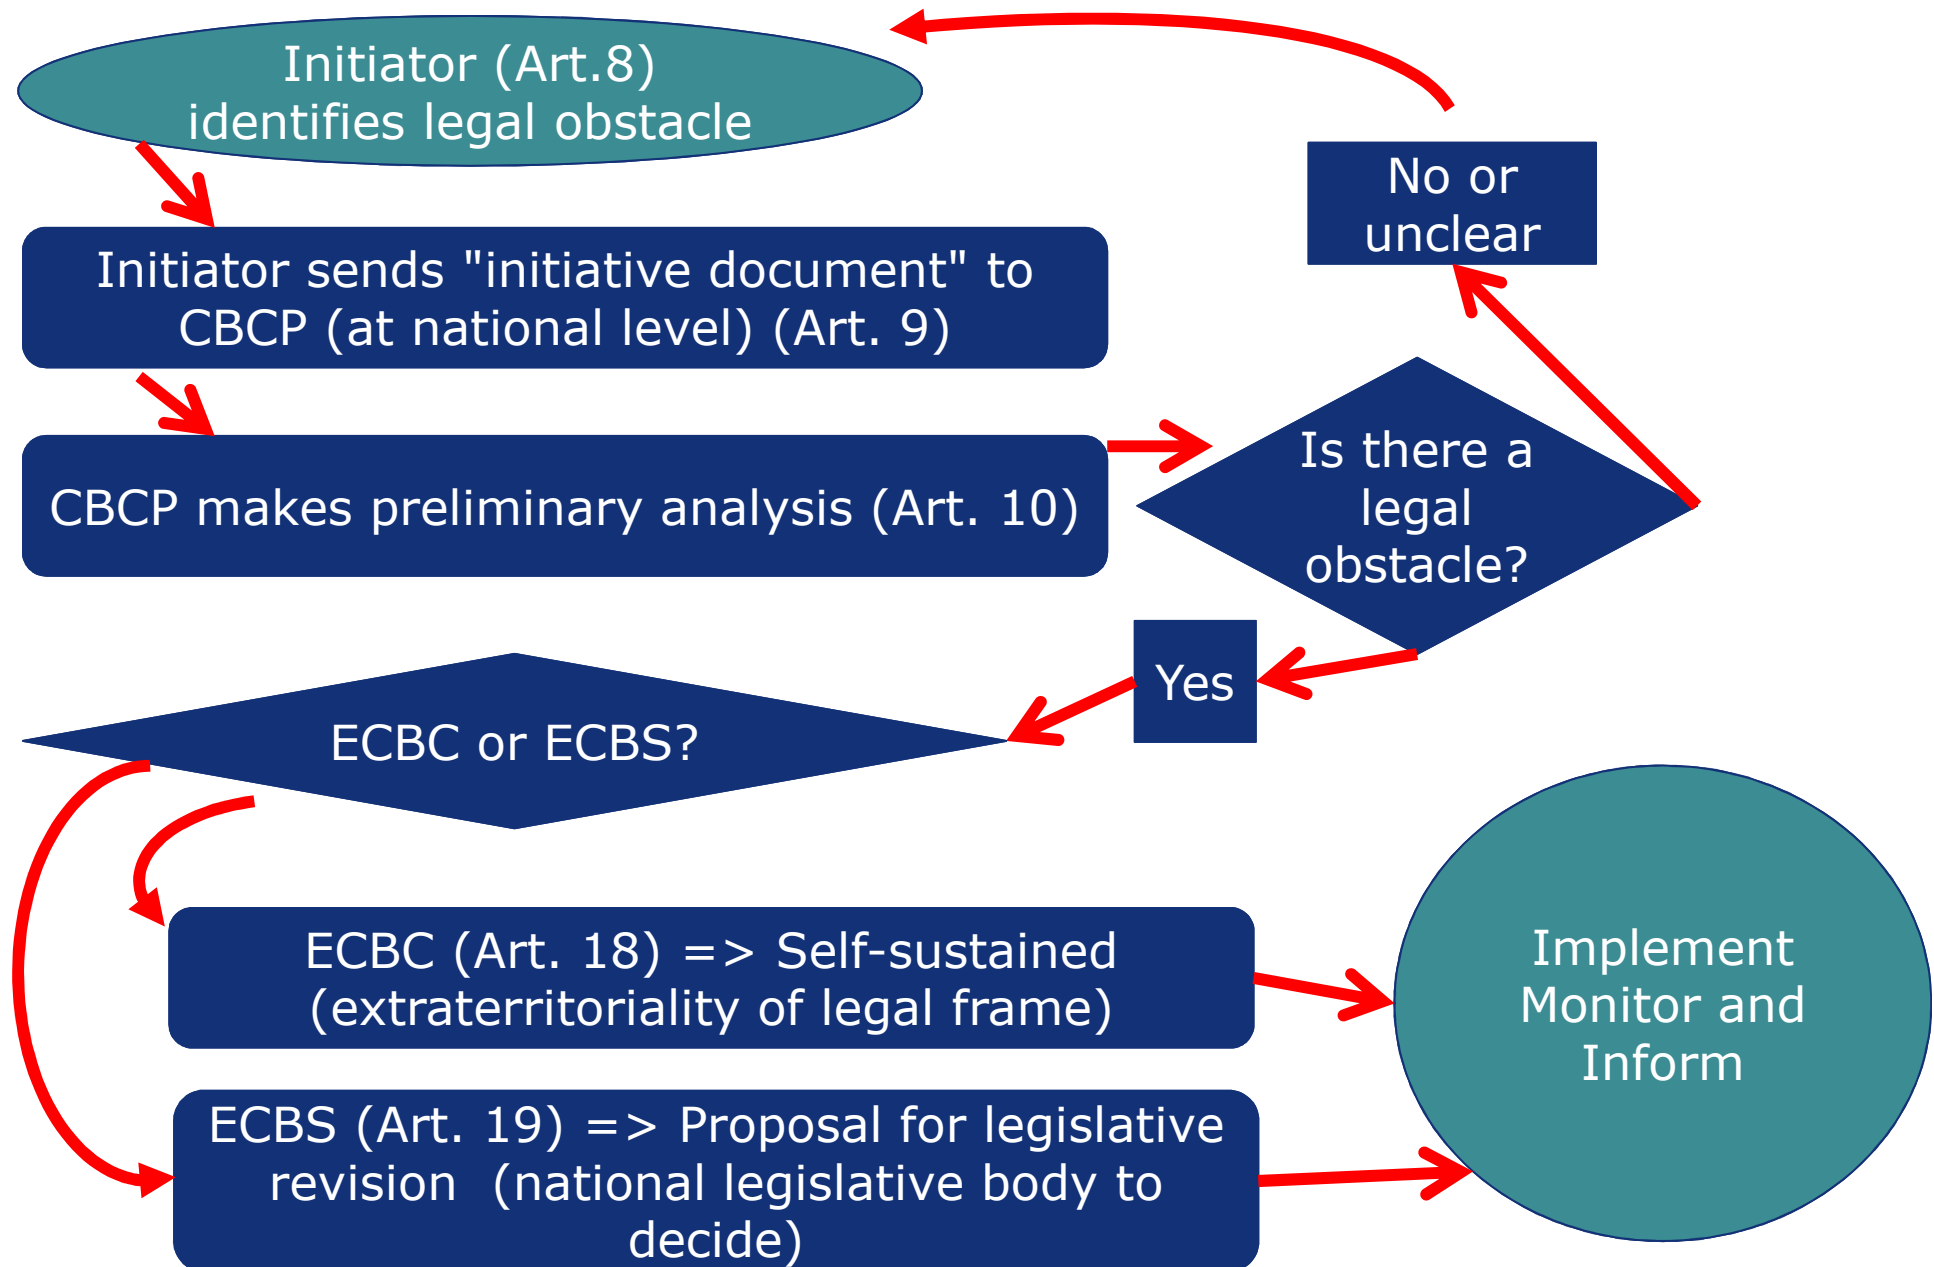 Initiator (Art.8)
identifies legal obstacle
No or
unclear
Initiator sends "initiative document" to
CBCP (at national level) (Art. 9)
CBCP makes preliminary analysis (Art. 10)
Is there a
legal
obstacle?
Yes
ECBC or ECBS?
ECBC (Art. 18) => Self-sustained
(extraterritoriality of legal frame)
ECBS (Art. 19) => Proposal for legislative
revision  (national legislative body to
decide)
Implement
Monitor and
Inform